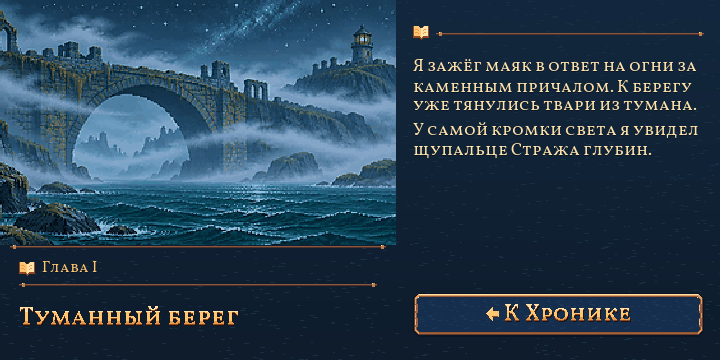 Глава I
Туманный берег
Я зажёг маяк в ответ на огни за
каменным причалом. К берегу
уже тянулись твари из тумана.
У самой кромки света я увидел
щупальце Стража глубин.
К Хронике